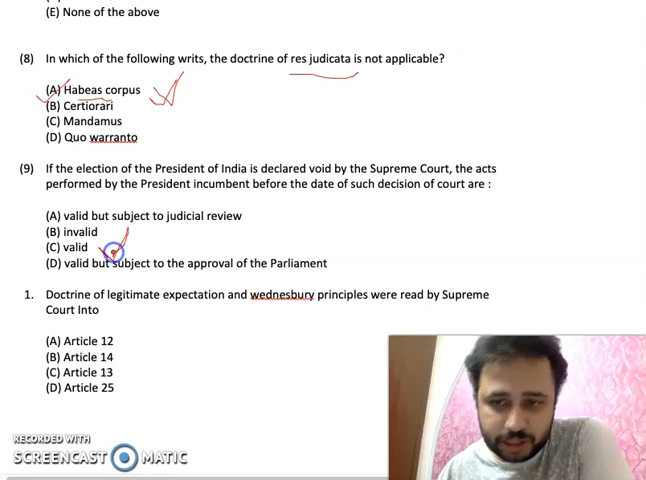 (E) None of the above
(8) In which of the following writs, the doctrine of res judicata is not applicable?
(A) Habeas corpus
(B) Certiorari
(C) Mandamus
(D) Quo warranto
(9) If the election of the President of India is declared void by the Supreme Court, the acts
performed by the President incumbent before the date of such decision of court are :
(A) valid but subject to judicial review
(B) invalid
(C) valid
(D) valid but subject to the approval of the Parliament
1. Doctrine of legitimate expectation and wednesbury principles were read by Supreme
Court Into
(A) Article 12
(B) Article 14
(C) Article 13
(D) Article 25
RECORDED WITH
SCREENCAST MATIC